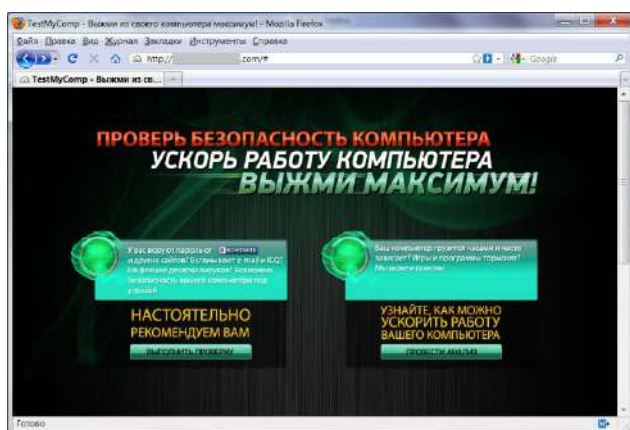 TestMyComp - Выжми из своего компьютера максимум! - Mozilla Firefox
Файл Правка Вид Журнал Закладки Инструменты Справка
http:// .com/#
Google
TestMyComp - Выжми из св...
ПРОВЕРЬ БЕЗОПАСНОСТЬ КОМПЬЮТЕРА
УСКОРЬ РАБОТУ КОМПЬЮТЕРА
ВЫЖМИ МАКСИМУМ!
У вас воруют пароль от
и других сайтов? Взламывают e-mail и ICQ?
На флешке десятки вирусов? Возможно,
безопасность вашего компьютера под
угрозой
НАСТОЯТЕЛЬНО
РЕКОМЕНДУЕМ ВАМ
ВЫПОЛНИТЬ ПРОВЕРКУ
Ваш компьютер грузится часами и часто
зависает? Игры и программы тормозят?
Мы можем помочь!
УЗНАЙТЕ, КАК МОЖНО
УСКОРИТЬ РАБОТУ
ВАШЕГО КОМПЬЮТЕРА
ПРОВЕСТИ АНАЛИЗ
Готово